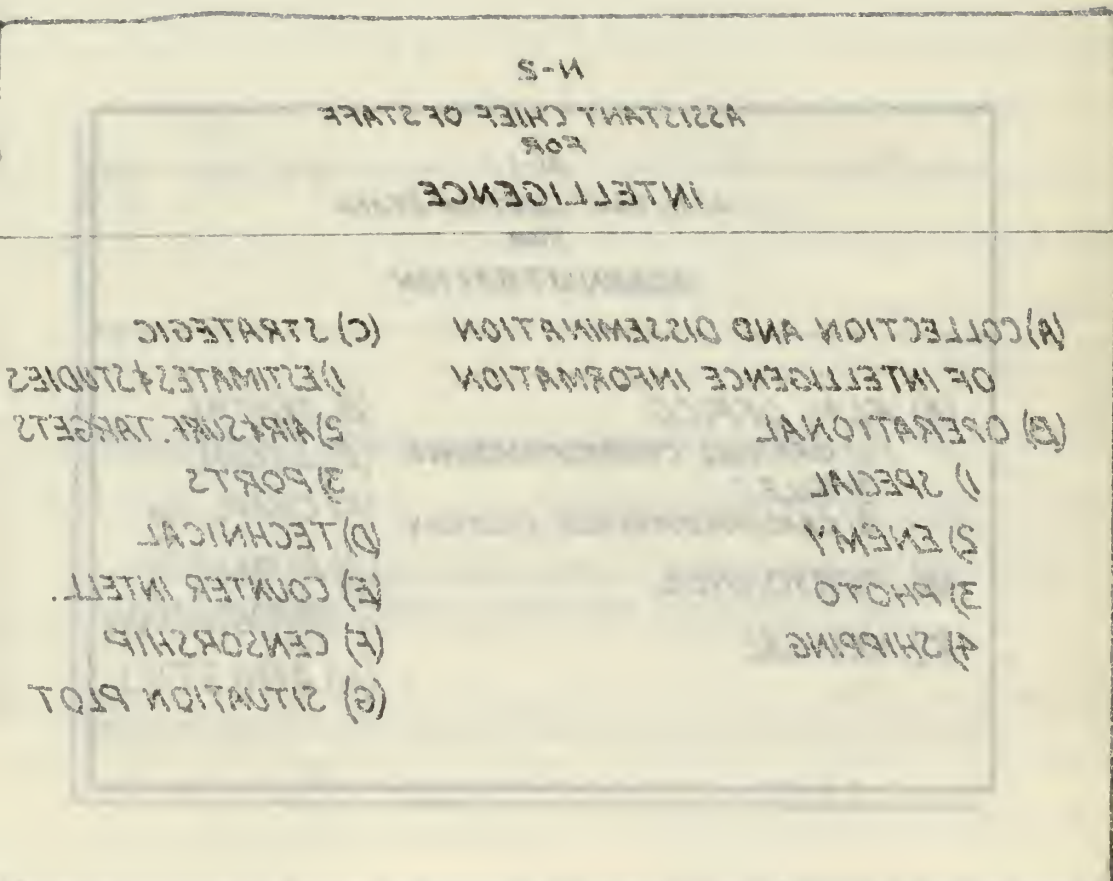 N-2
ASSISTANT CHIEF OF STAFF
FOR
INTELLIGENCE
(A) COLLECTION AND DISSEMINATION
OF INTELLIGENCE INFORMATION
(B) OPERATIONAL
1) SPECIAL
2) ENEMY
3) PHOTO
4) SHIPPING
(C) STRATEGIC
1) ESTIMATES & STUDIES
2) AIR & SURF. TARGETS
3) PORTS
(D) TECHNICAL
(E) COUNTER INTELL.
(F) CENSORSHIP
(G) SITUATION PLOT
FOR
ADMINISTRATION